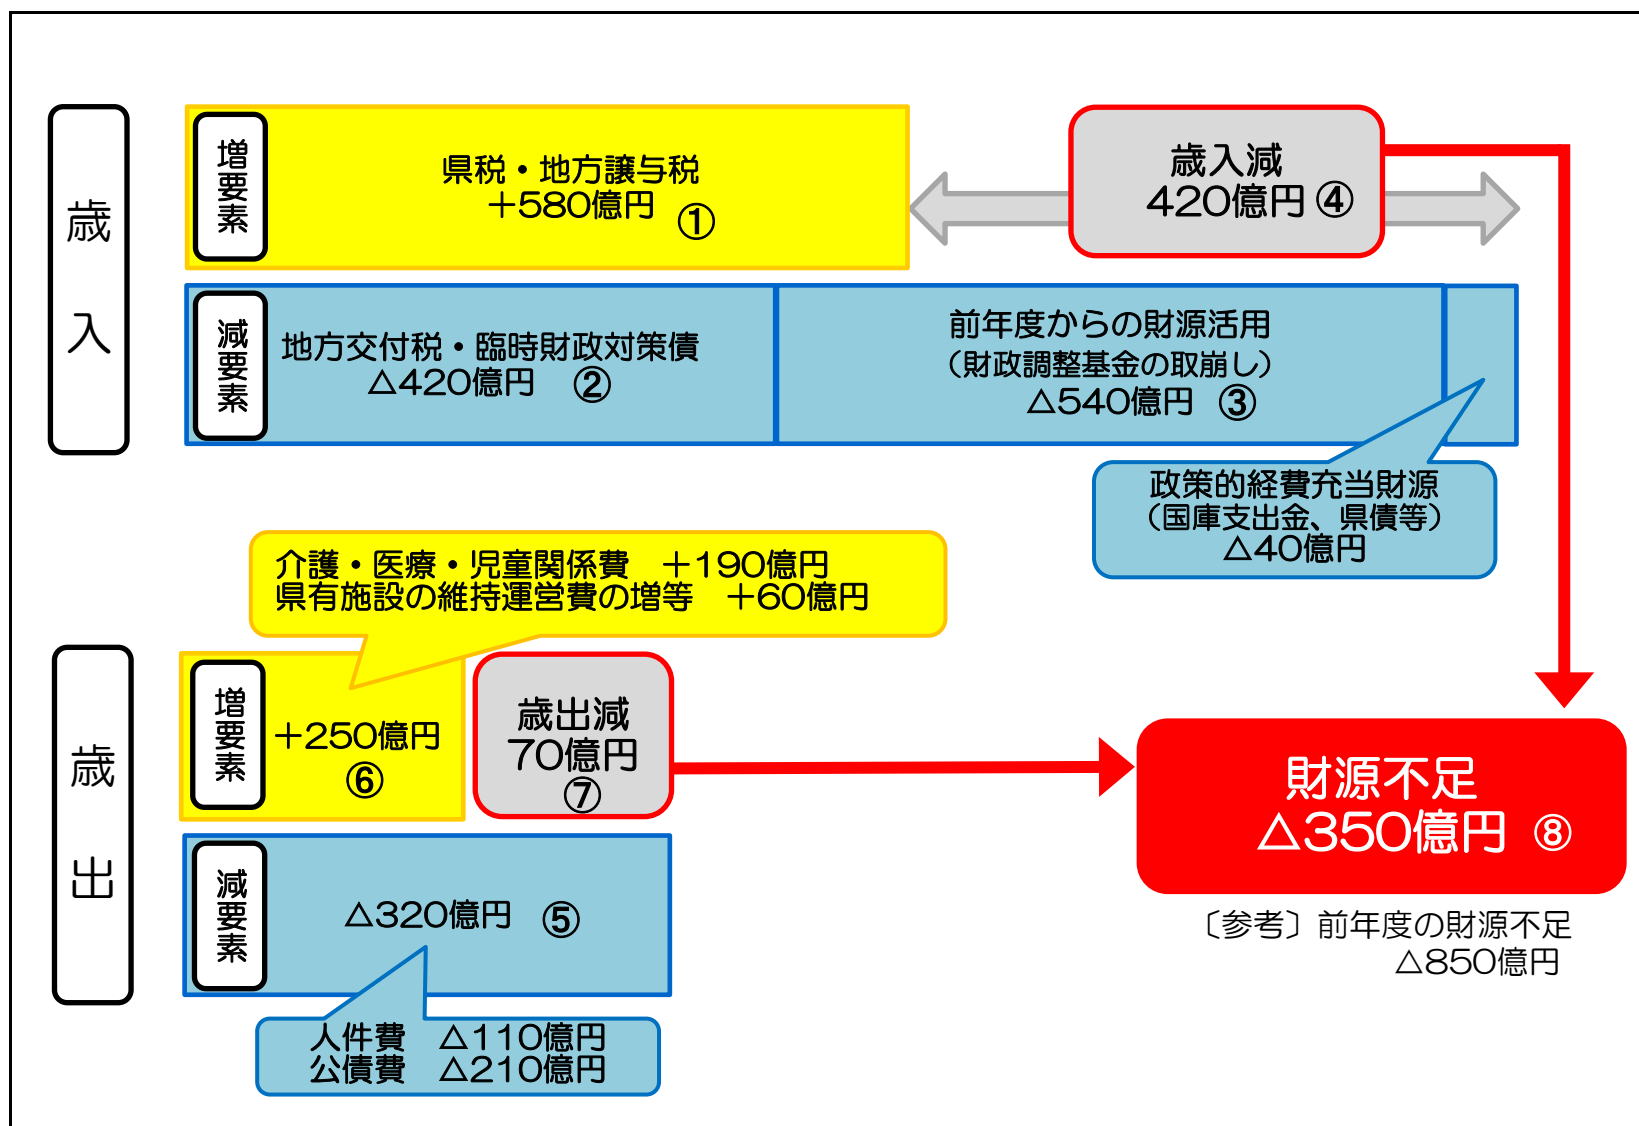 歳入
増要素
県税・地方譲与税
＋580億円 ①
歳入減
420億円 ④
減要素
地方交付税・臨時財政対策債
△420億円 ②
前年度からの財源活用
（財政調整基金の取崩し）
△540億円 ③
政策的経費充当財源
（国庫支出金、県債等）
△40億円
介護・医療・児童関係費　＋190億円
県有施設の維持運営費の増等　＋60億円
歳出
増要素
＋250億円
⑥
歳出減
70億円
⑦
減要素
△320億円 ⑤
人件費　△110億円
公債費　△210億円
財源不足
△350億円 ⑧
〔参考〕前年度の財源不足
△850億円